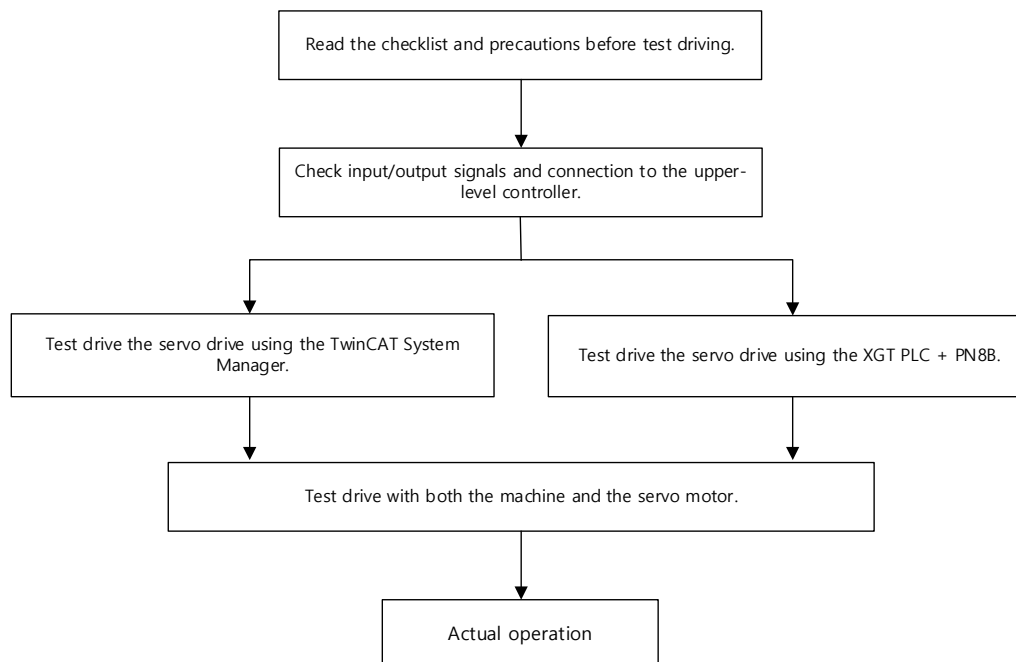 Read the checklist and precautions before test driving.
Check input/output signals and connection to the upper-
level controller.
Test drive the servo drive using the TwinCAT System
Manager.
Test drive the servo drive using the XGT PLC + PN8B.
Test drive with both the machine and the servo motor.
Actual operation